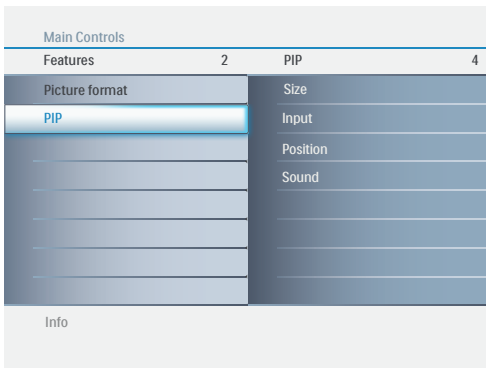 Main Controls
Features 2 PIP 4
Picture format Size
PIP Input
Position
Sound
Info